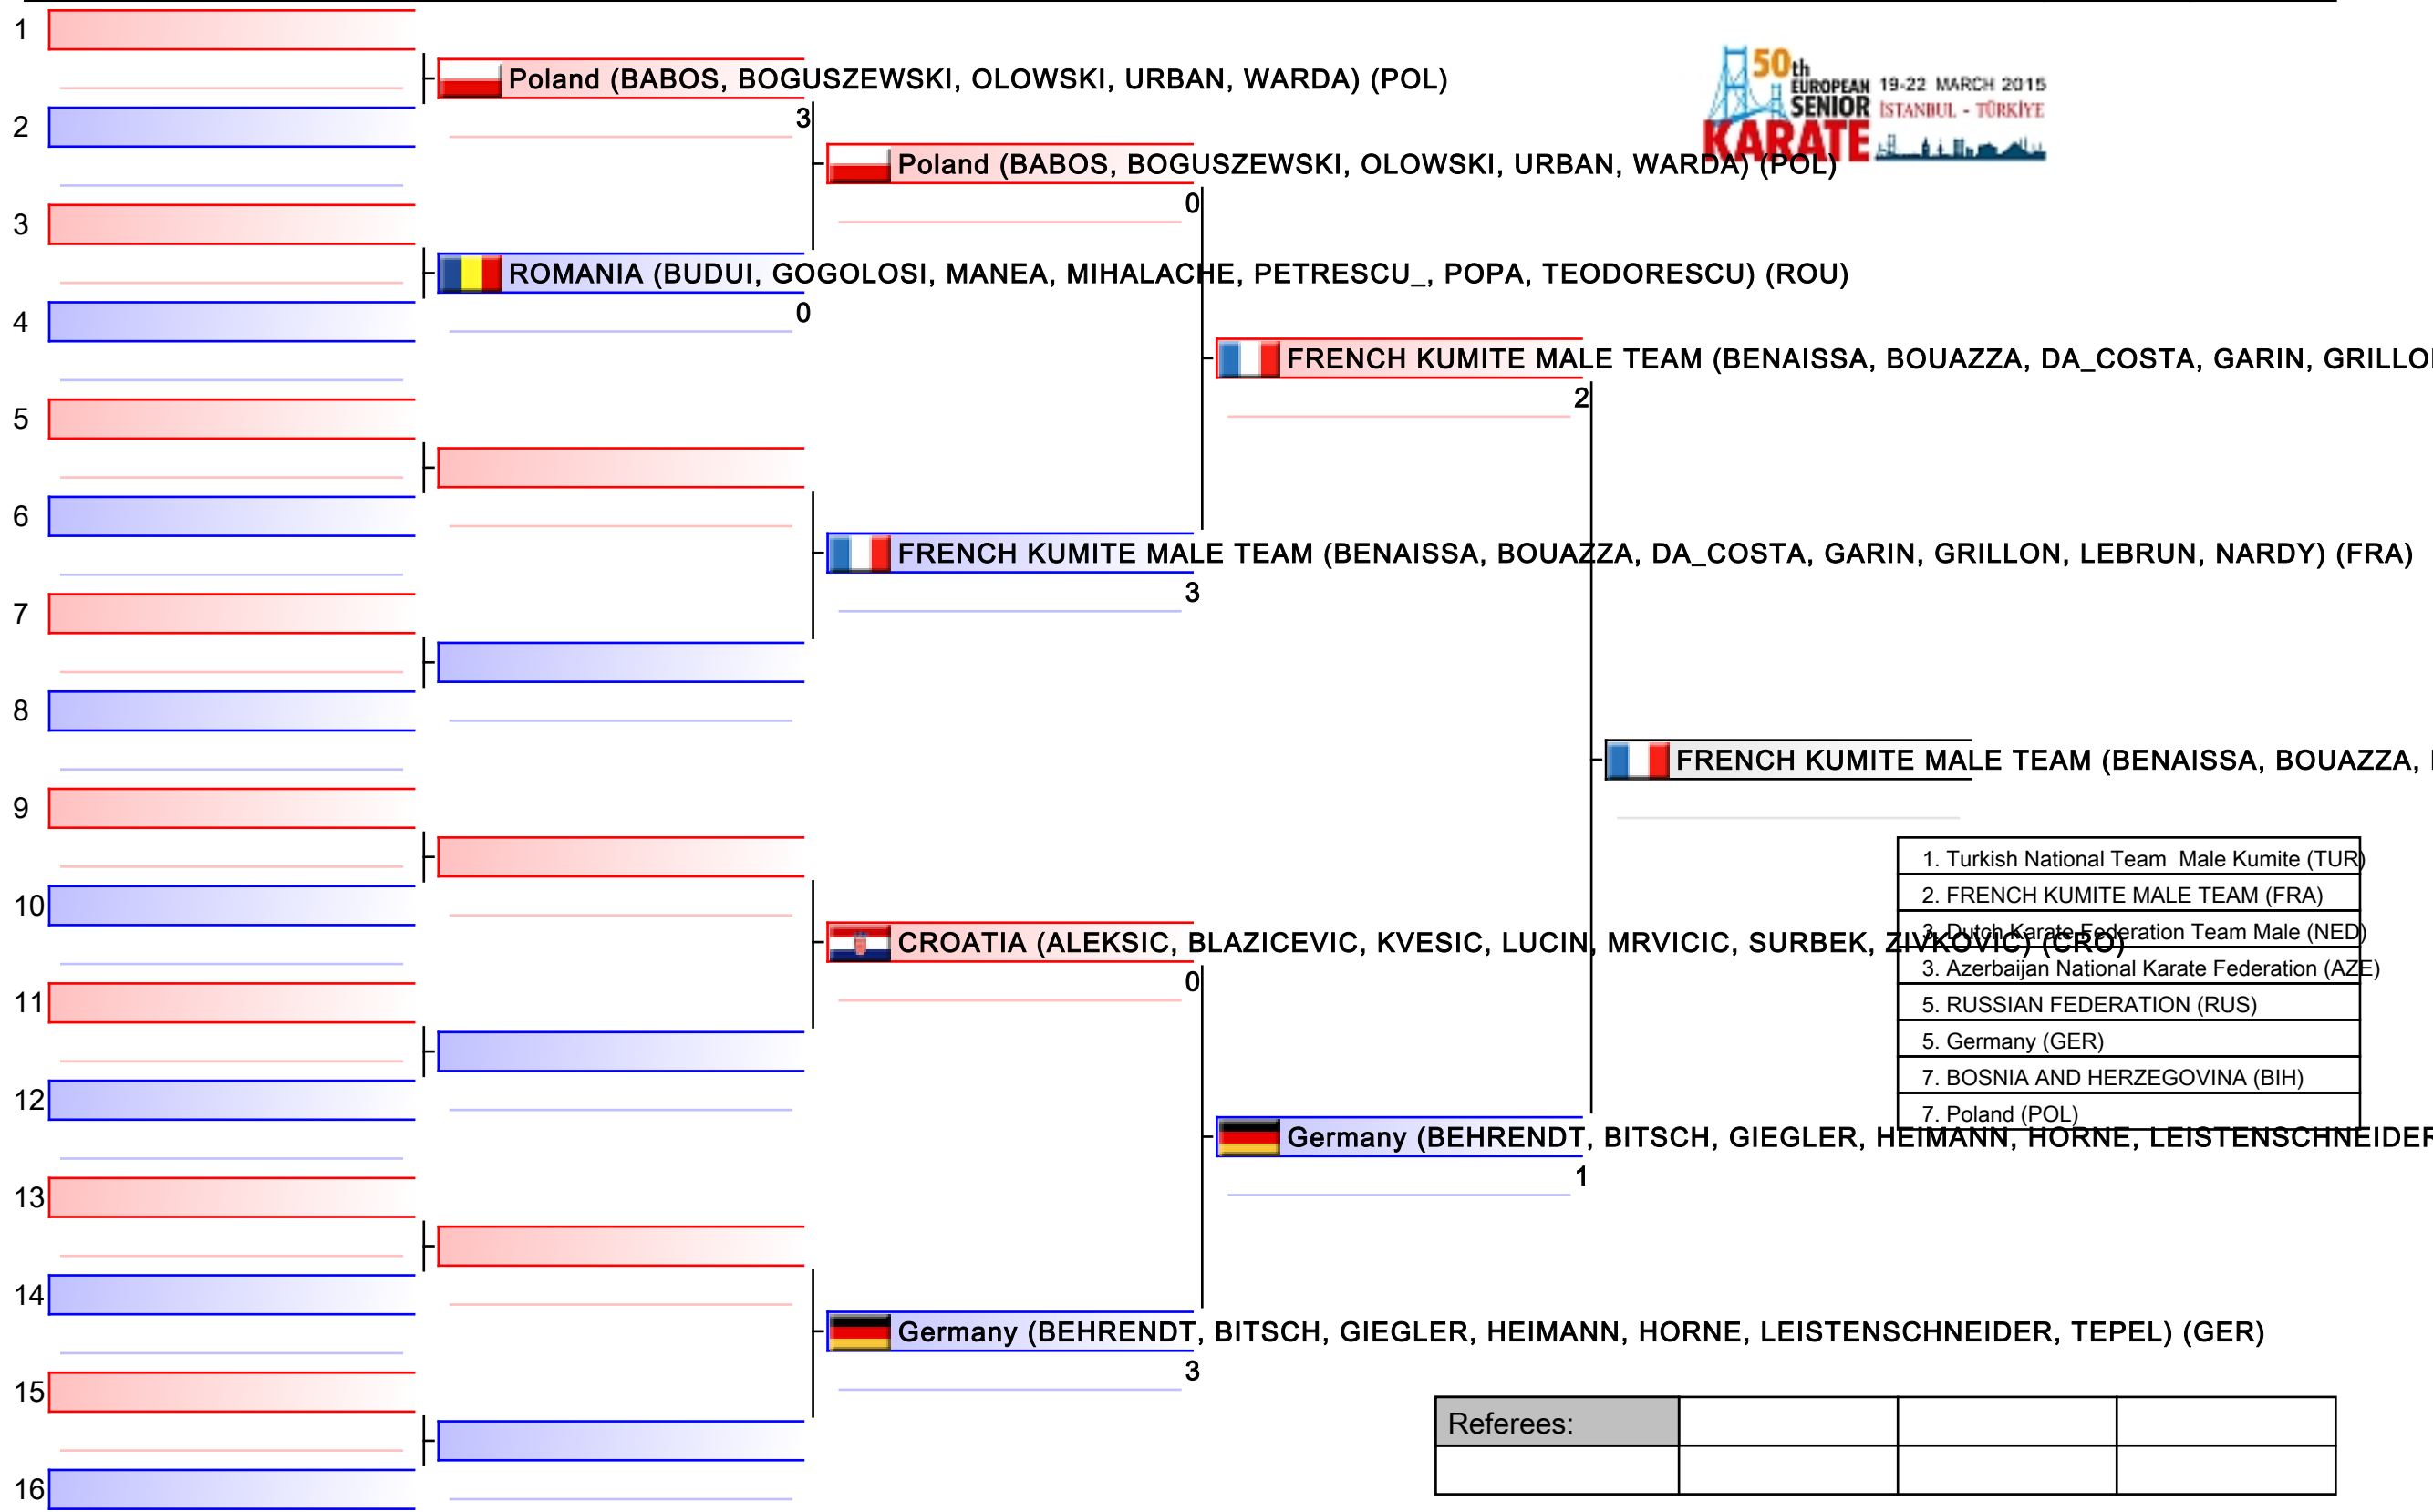 1
Poland (BABOS, BOGUSZEWSKI, OLOWSKI, URBAN, WARDA) (POL)
3
2
50th
EUROPEAN
SENIOR
KARATE
19-22 MARCH 2015
İSTANBUL - TÜRKİYE
Poland (BABOS, BOGUSZEWSKI, OLOWSKI, URBAN, WARDA) (POL)
0
3
ROMANIA (BUDUI, GOGOLOSI, MANEA, MIHALACHE, PETRESCU_, POPA, TEODORESCU) (ROU)
0
4
FRENCH KUMITE MALE TEAM (BENAISSA, BOUAZZA, DA_COSTA, GARIN, GRILLO
2
5
6
FRENCH KUMITE MALE TEAM (BENAISSA, BOUAZZA, DA_COSTA, GARIN, GRILLON, LEBRUN, NARDY) (FRA)
3
7
8
FRENCH KUMITE MALE TEAM (BENAISSA, BOUAZZA,
9
10
CROATIA (ALEKSIC, BLAZICEVIC, KVESIC, LUCIN, MRVICIC, SURBEK, ZIVKOVIC) (CRO)
0
1. Turkish National Team  Male Kumite (TUR)
2. FRENCH KUMITE MALE TEAM (FRA)
3. Dutch Karate Federation Team Male (NED)
3. Azerbaijan National Karate Federation (AZE)
5. RUSSIAN FEDERATION (RUS)
5. Germany (GER)
7. BOSNIA AND HERZEGOVINA (BIH)
7. Poland (POL)
11
12
Germany (BEHRENDT, BITSCH, GIEGLER, HEIMANN, HORNE, LEISTENSCHNEIDER
1
13
14
Germany (BEHRENDT, BITSCH, GIEGLER, HEIMANN, HORNE, LEISTENSCHNEIDER, TEPEL) (GER)
3
15
Referees:
16